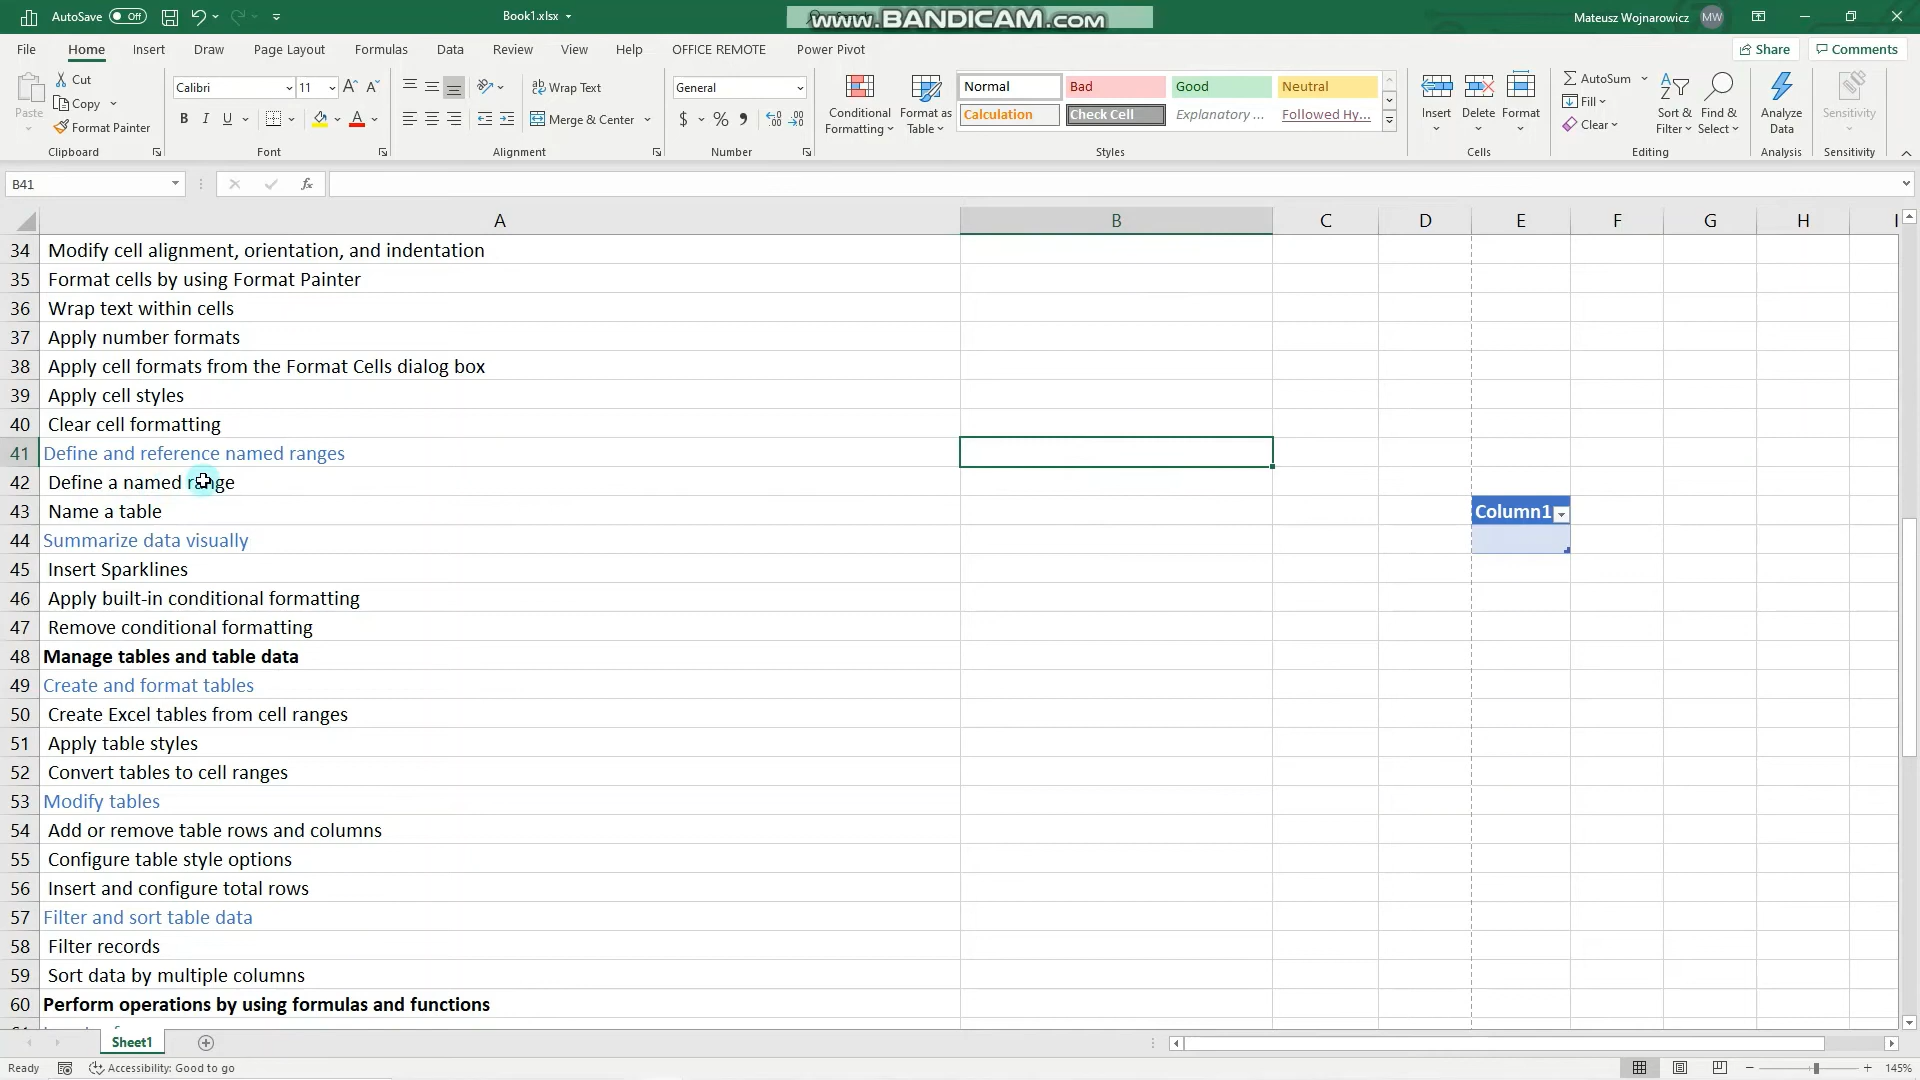 AutoSave Off
Book1.xlsx
www.BANDICAM.com
Mateusz Wojnarowicz MW
File Home Insert Draw Page Layout Formulas Data Review View Help OFFICE REMOTE Power Pivot Share Comments
Paste
Cut
Copy
Format Painter
Clipboard
Calibri 11
B I U
Font
Wrap Text
Merge & Center
Alignment
General
$ % ,
Number
Conditional Formatting
Format as Table
Normal Bad Good Neutral
Calculation Check Cell Explanatory ... Followed Hy...
Styles
Insert Delete Format
Cells
AutoSum
Fill
Clear
Sort & Filter
Find & Select
Editing
Analyze Data
Analysis
Sensitivity
Sensitivity
B41 fx
A B C D E F G H I
34 Modify cell alignment, orientation, and indentation
35 Format cells by using Format Painter
36 Wrap text within cells
37 Apply number formats
38 Apply cell formats from the Format Cells dialog box
39 Apply cell styles
40 Clear cell formatting
41 Define and reference named ranges
42 Define a named range
43 Name a table Column1
44 Summarize data visually
45 Insert Sparklines
46 Apply built-in conditional formatting
47 Remove conditional formatting
48 Manage tables and table data
49 Create and format tables
50 Create Excel tables from cell ranges
51 Apply table styles
52 Convert tables to cell ranges
53 Modify tables
54 Add or remove table rows and columns
55 Configure table style options
56 Insert and configure total rows
57 Filter and sort table data
58 Filter records
59 Sort data by multiple columns
60 Perform operations by using formulas and functions
Sheet1
Ready Accessibility: Good to go 145%